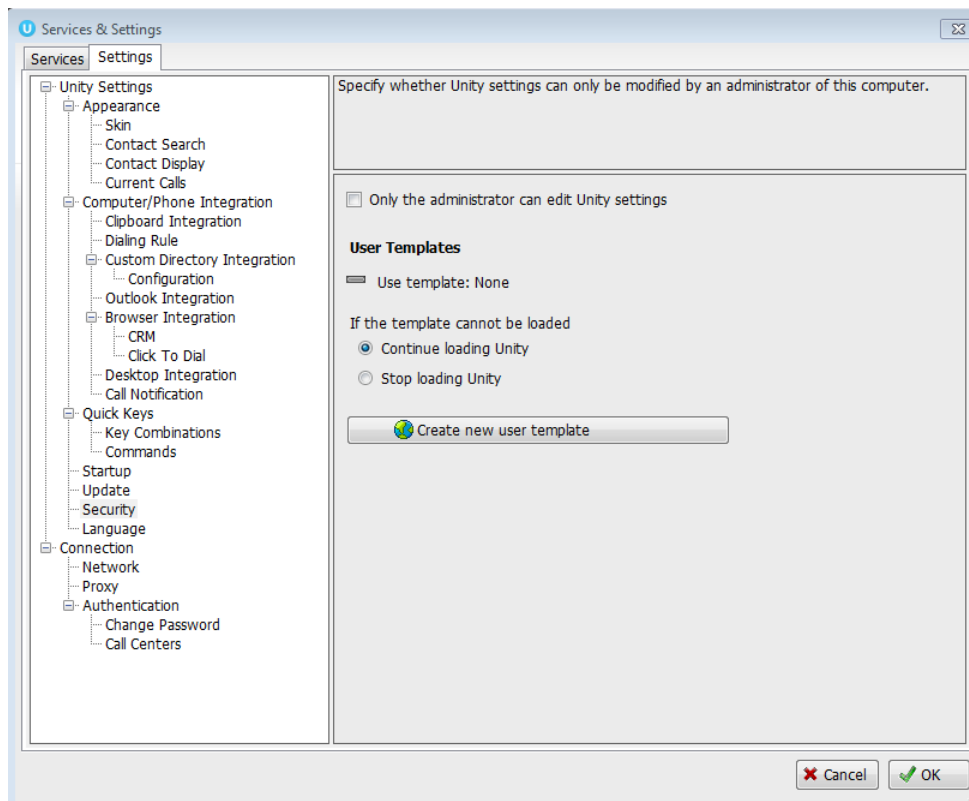 Services & Settings
Services
Settings
Unity Settings
Appearance
Skin
Contact Search
Contact Display
Current Calls
Computer/Phone Integration
Clipboard Integration
Dialing Rule
Custom Directory Integration
Configuration
Outlook Integration
Browser Integration
CRM
Click To Dial
Desktop Integration
Call Notification
Quick Keys
Key Combinations
Commands
Startup
Update
Security
Language
Connection
Network
Proxy
Authentication
Change Password
Call Centers
Specify whether Unity settings can only be modified by an administrator of this computer.
Only the administrator can edit Unity settings
User Templates
Use template: None
If the template cannot be loaded
Continue loading Unity
Stop loading Unity
Create new user template
Cancel
OK